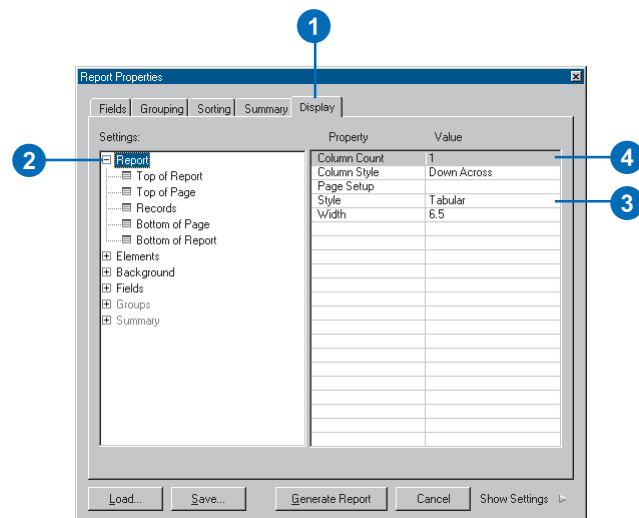 1
Report Properties
Fields Grouping Sorting Summary Display
Settings:
Property Value
2
Report
Top of Report
Top of Page
Records
Bottom of Page
Bottom of Report
Elements
Background
Fields
Groups
Summary
Column Count 1
4
Column Style Down Across
Page Setup
Style Tabular
3
Width 6.5
Load... Save... Generate Report Cancel Show Settings